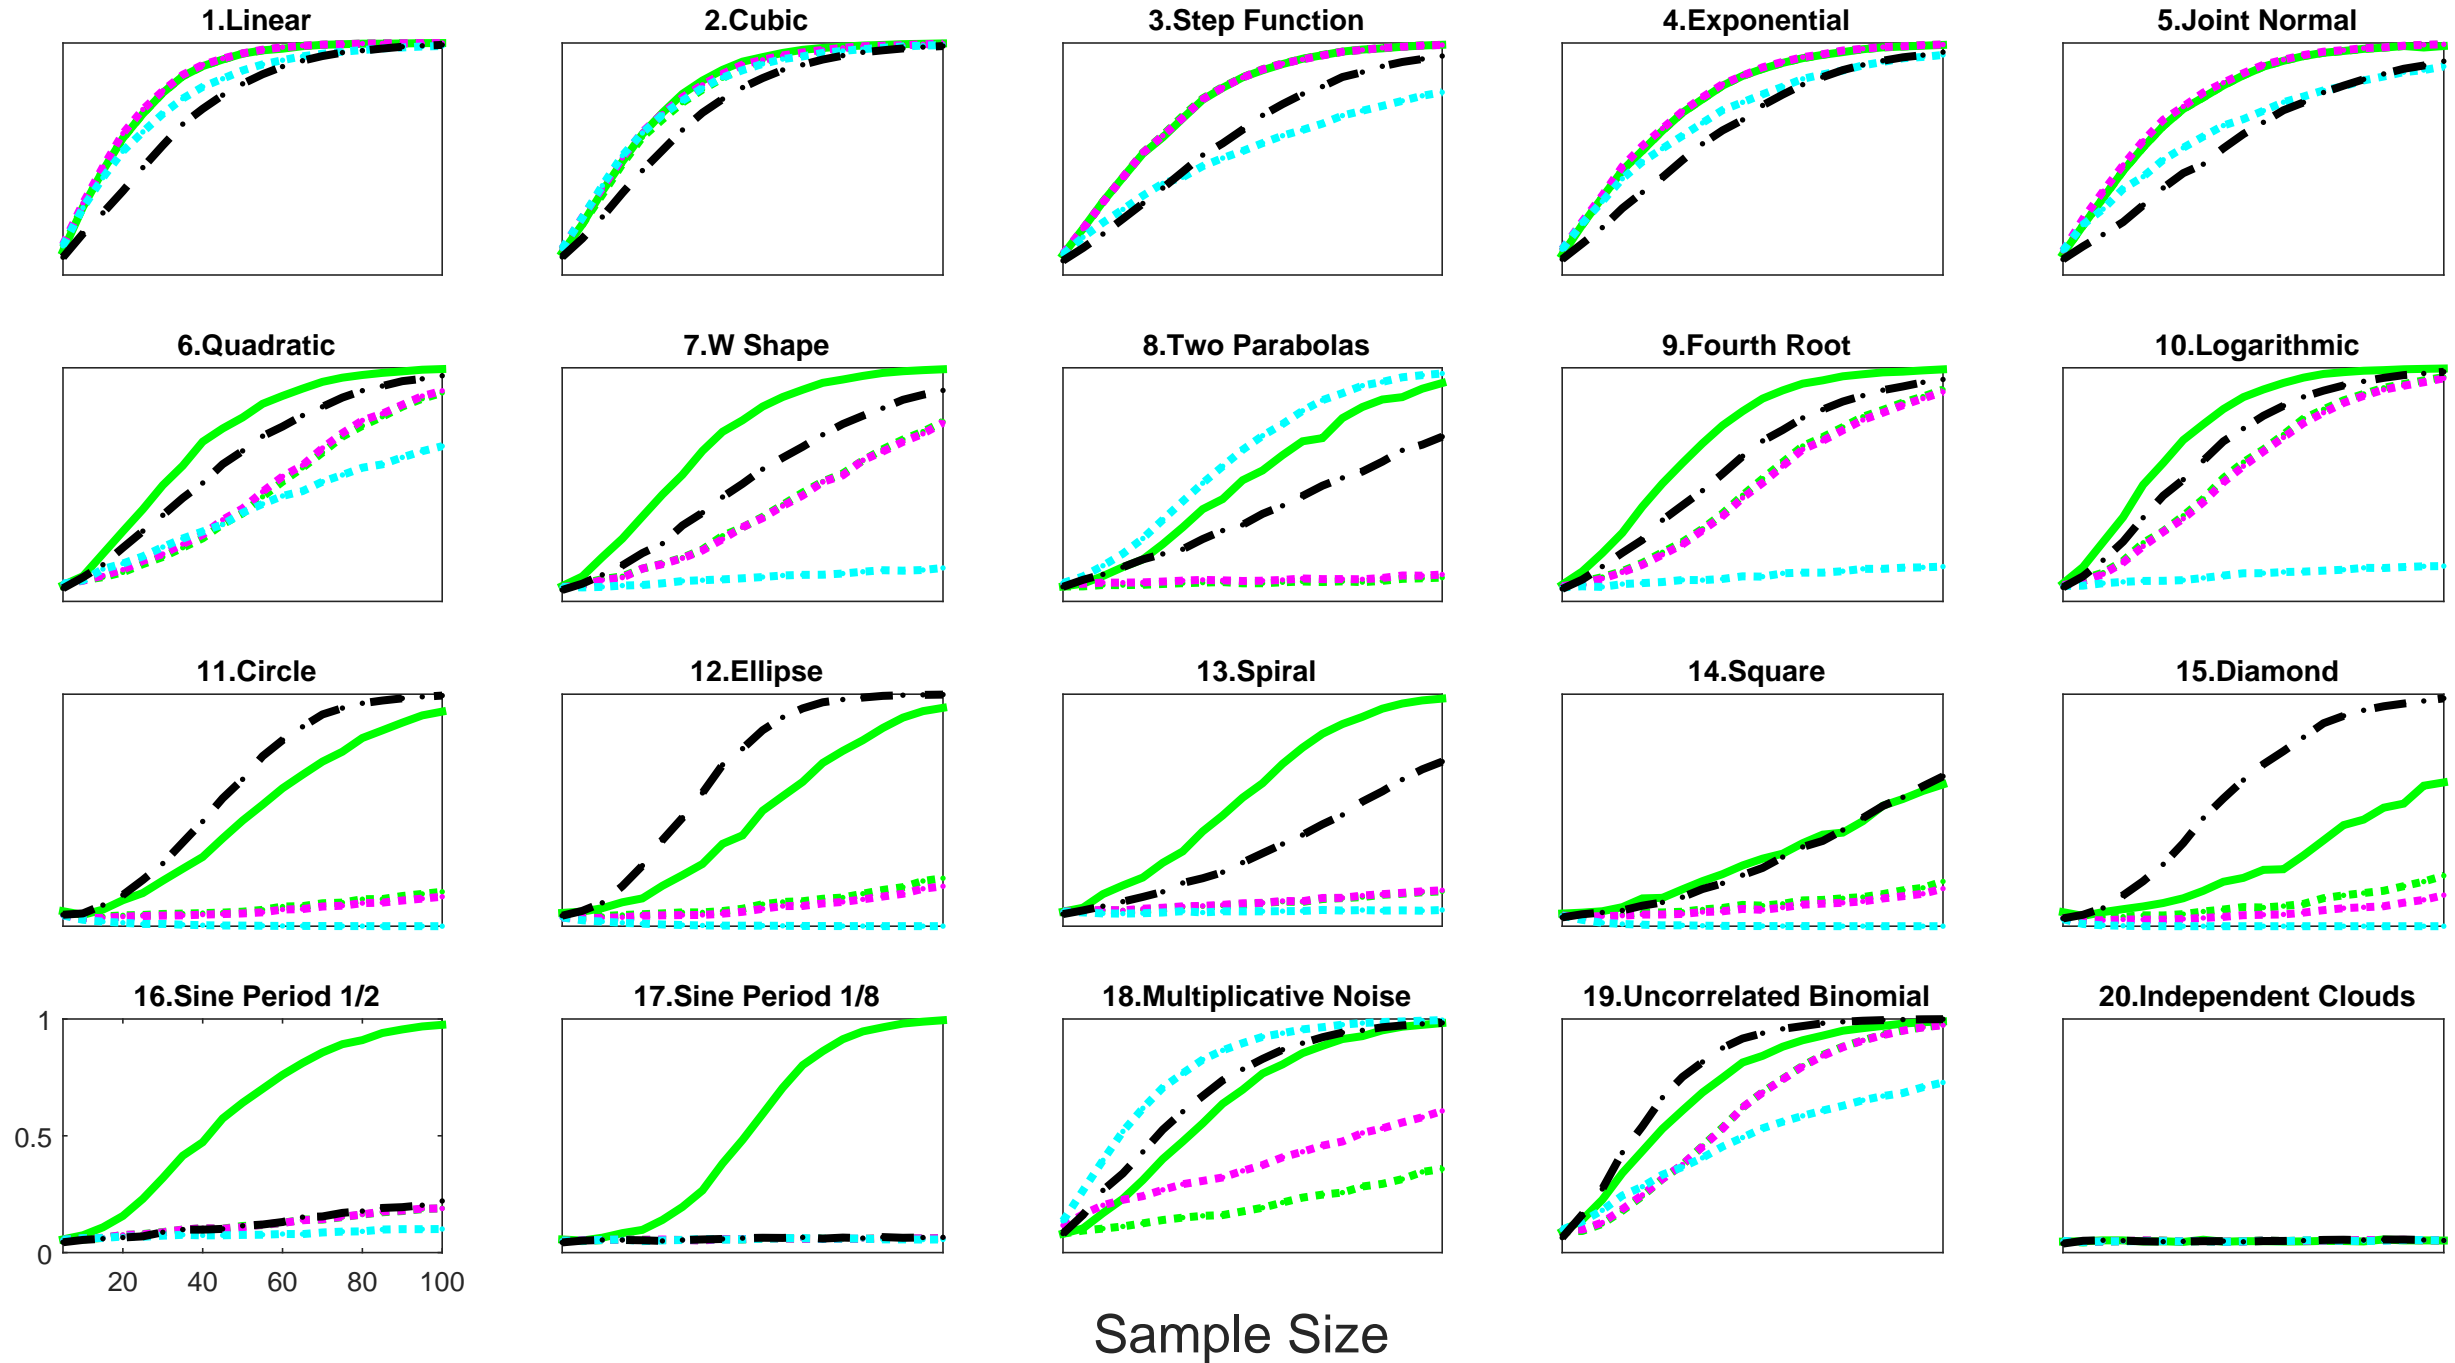 1.Linear
2.Cubic
3.Step Function
4.Exponential
5.Joint Normal
6.Quadratic
7.W Shape
8.Two Parabolas
9.Fourth Root
10.Logarithmic
11.Circle
12.Ellipse
13.Spiral
14.Square
15.Diamond
16.Sine Period 1/2
17.Sine Period 1/8
18.Multiplicative Noise
19.Uncorrelated Binomial
20.Independent Clouds
1
0.5
0
20 40 60 80 100
Sample Size